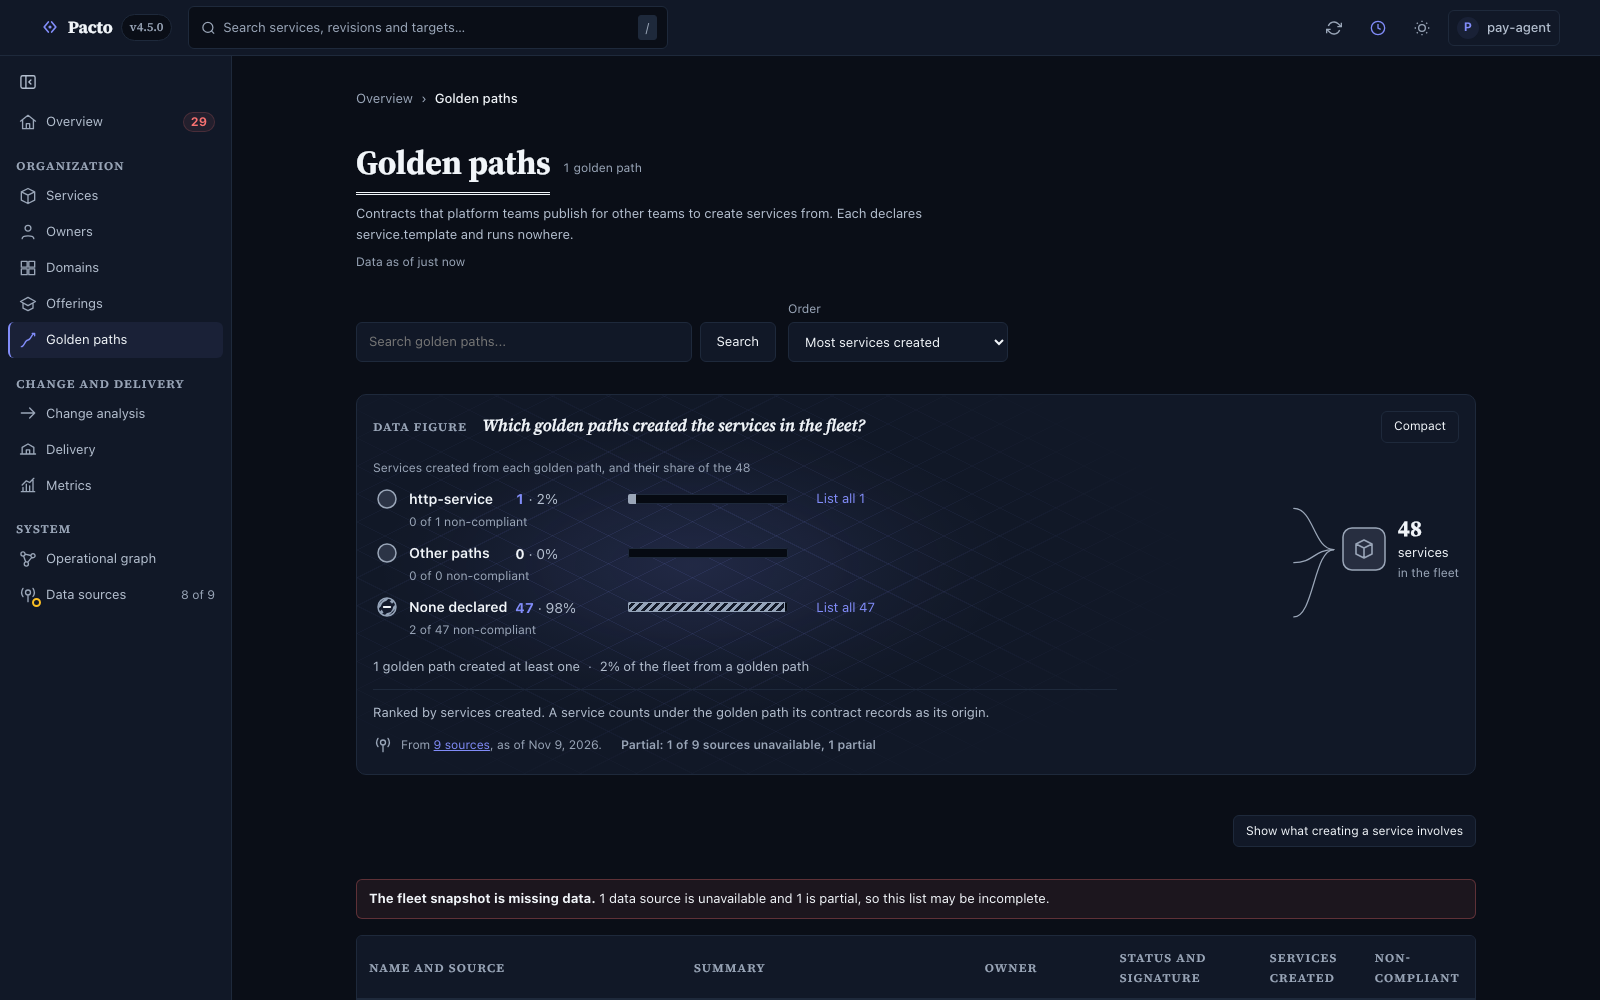 Pacto
v4.5.0
Search services, revisions and targets...
/
P
pay-agent
Overview
29
ORGANIZATION
Services
Owners
Domains
Offerings
Golden paths
CHANGE AND DELIVERY
Change analysis
Delivery
Metrics
SYSTEM
Operational graph
Data sources
8 of 9
Overview › Golden paths
Golden paths
1 golden path
Contracts that platform teams publish for other teams to create services from. Each declares
service.template and runs nowhere.
Data as of just now
Order
Search golden paths...
Search
Most services created
DATA FIGURE
Which golden paths created the services in the fleet?
Compact
Services created from each golden path, and their share of the 48
http-service
1 · 2%
List all 1
0 of 1 non-compliant
Other paths
0 · 0%
0 of 0 non-compliant
None declared
47 · 98%
List all 47
2 of 47 non-compliant
48
services
in the fleet
1 golden path created at least one · 2% of the fleet from a golden path
Ranked by services created. A service counts under the golden path its contract records as its origin.
From 9 sources, as of Nov 9, 2026.
Partial: 1 of 9 sources unavailable, 1 partial
Show what creating a service involves
The fleet snapshot is missing data. 1 data source is unavailable and 1 is partial, so this list may be incomplete.
NAME AND SOURCE
SUMMARY
OWNER
STATUS AND
SIGNATURE
SERVICES
CREATED
NON-
COMPLIANT